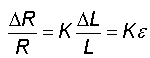 ΔR/R = K ΔL/L = Kε